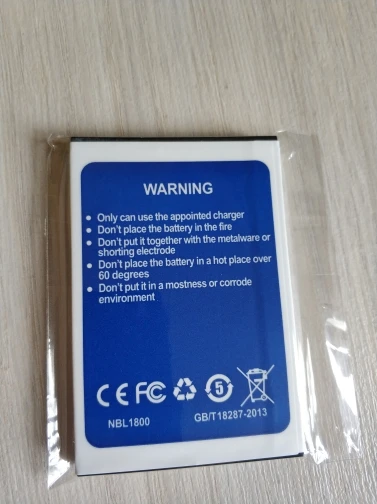 WARNING
• Only can use the appointed charger
• Don't place the battery in the fire
• Don't put it together with the metalware or
shorting electrode
• Don't place the battery in a hot place over
60 degrees
• Don't put it in a mostness or corrode
environment
CE FC 5
NBL1800 GB/T18287-2013